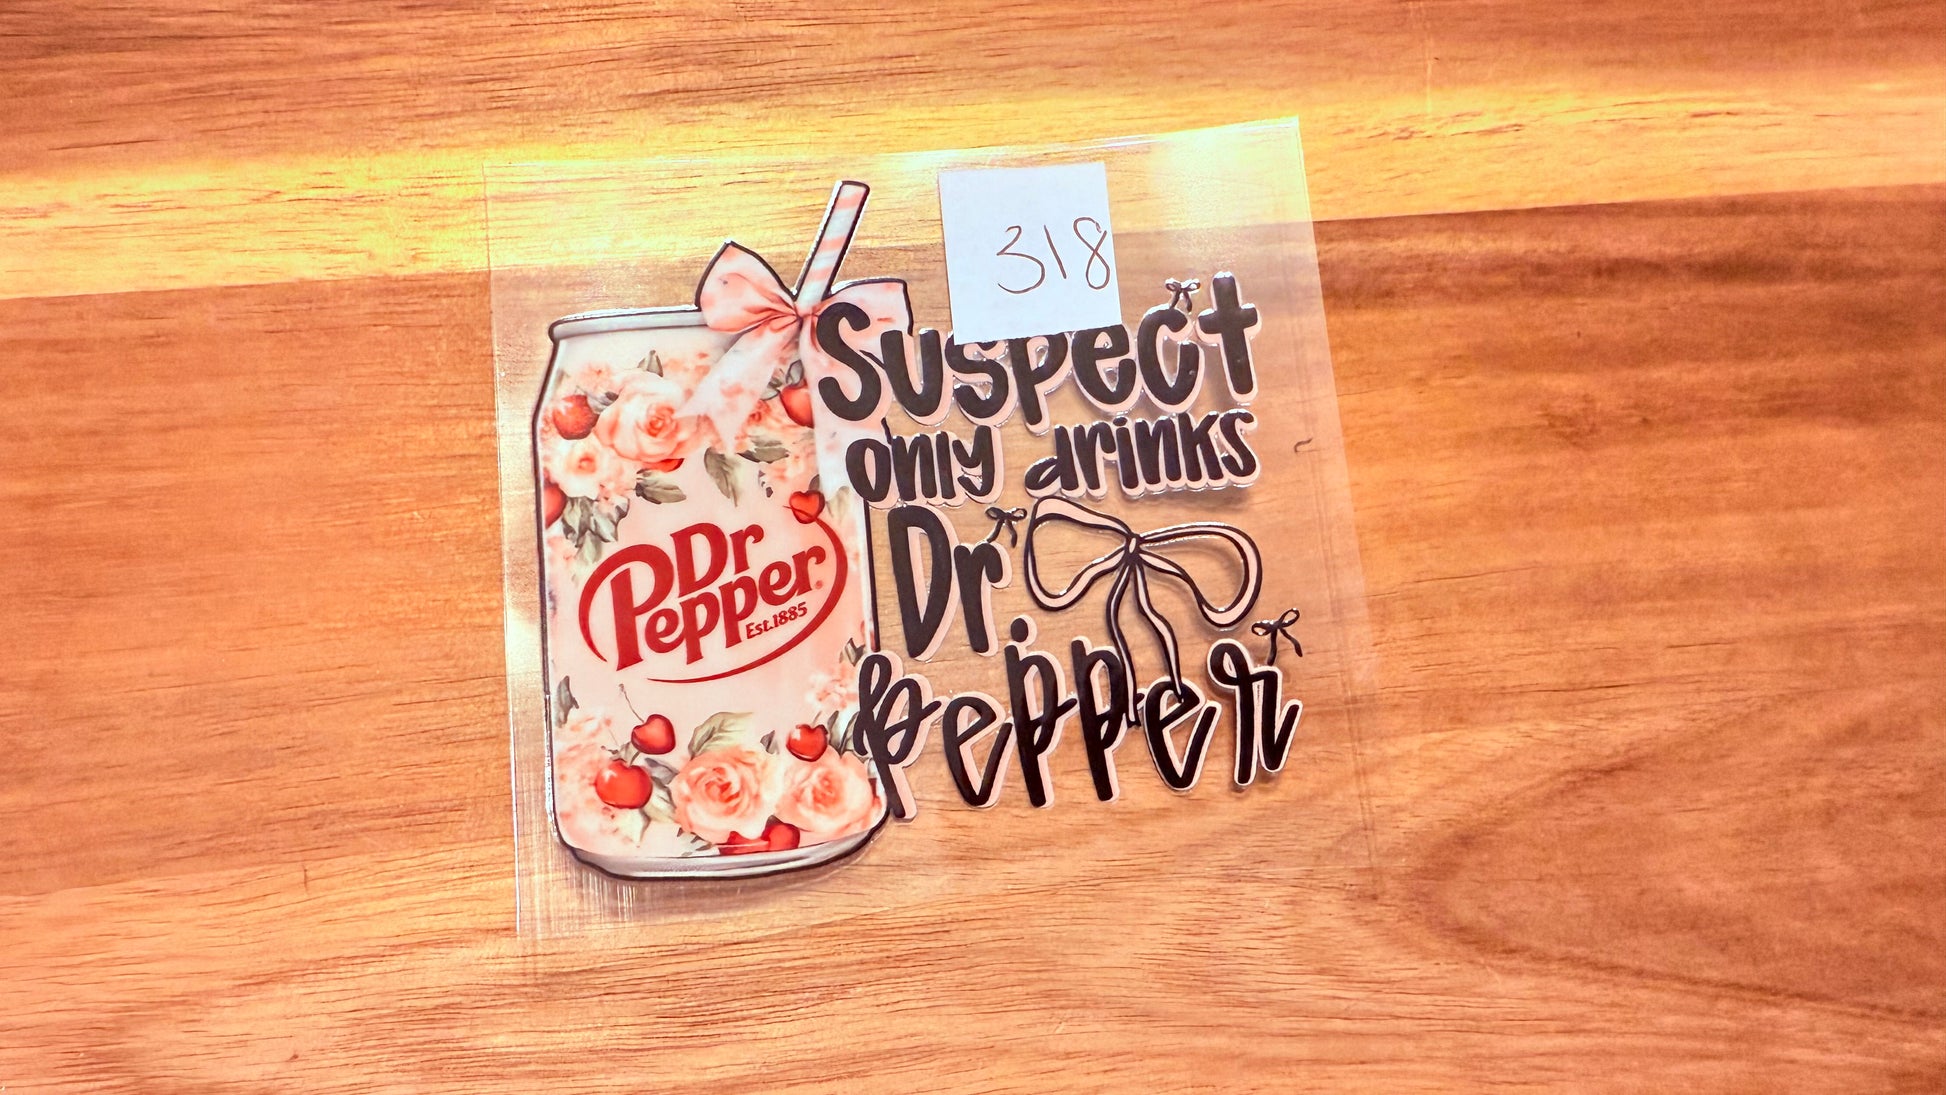 318
Suspect
only drinks
Dr.
Pepper
Dr
Pepper
Est.1885